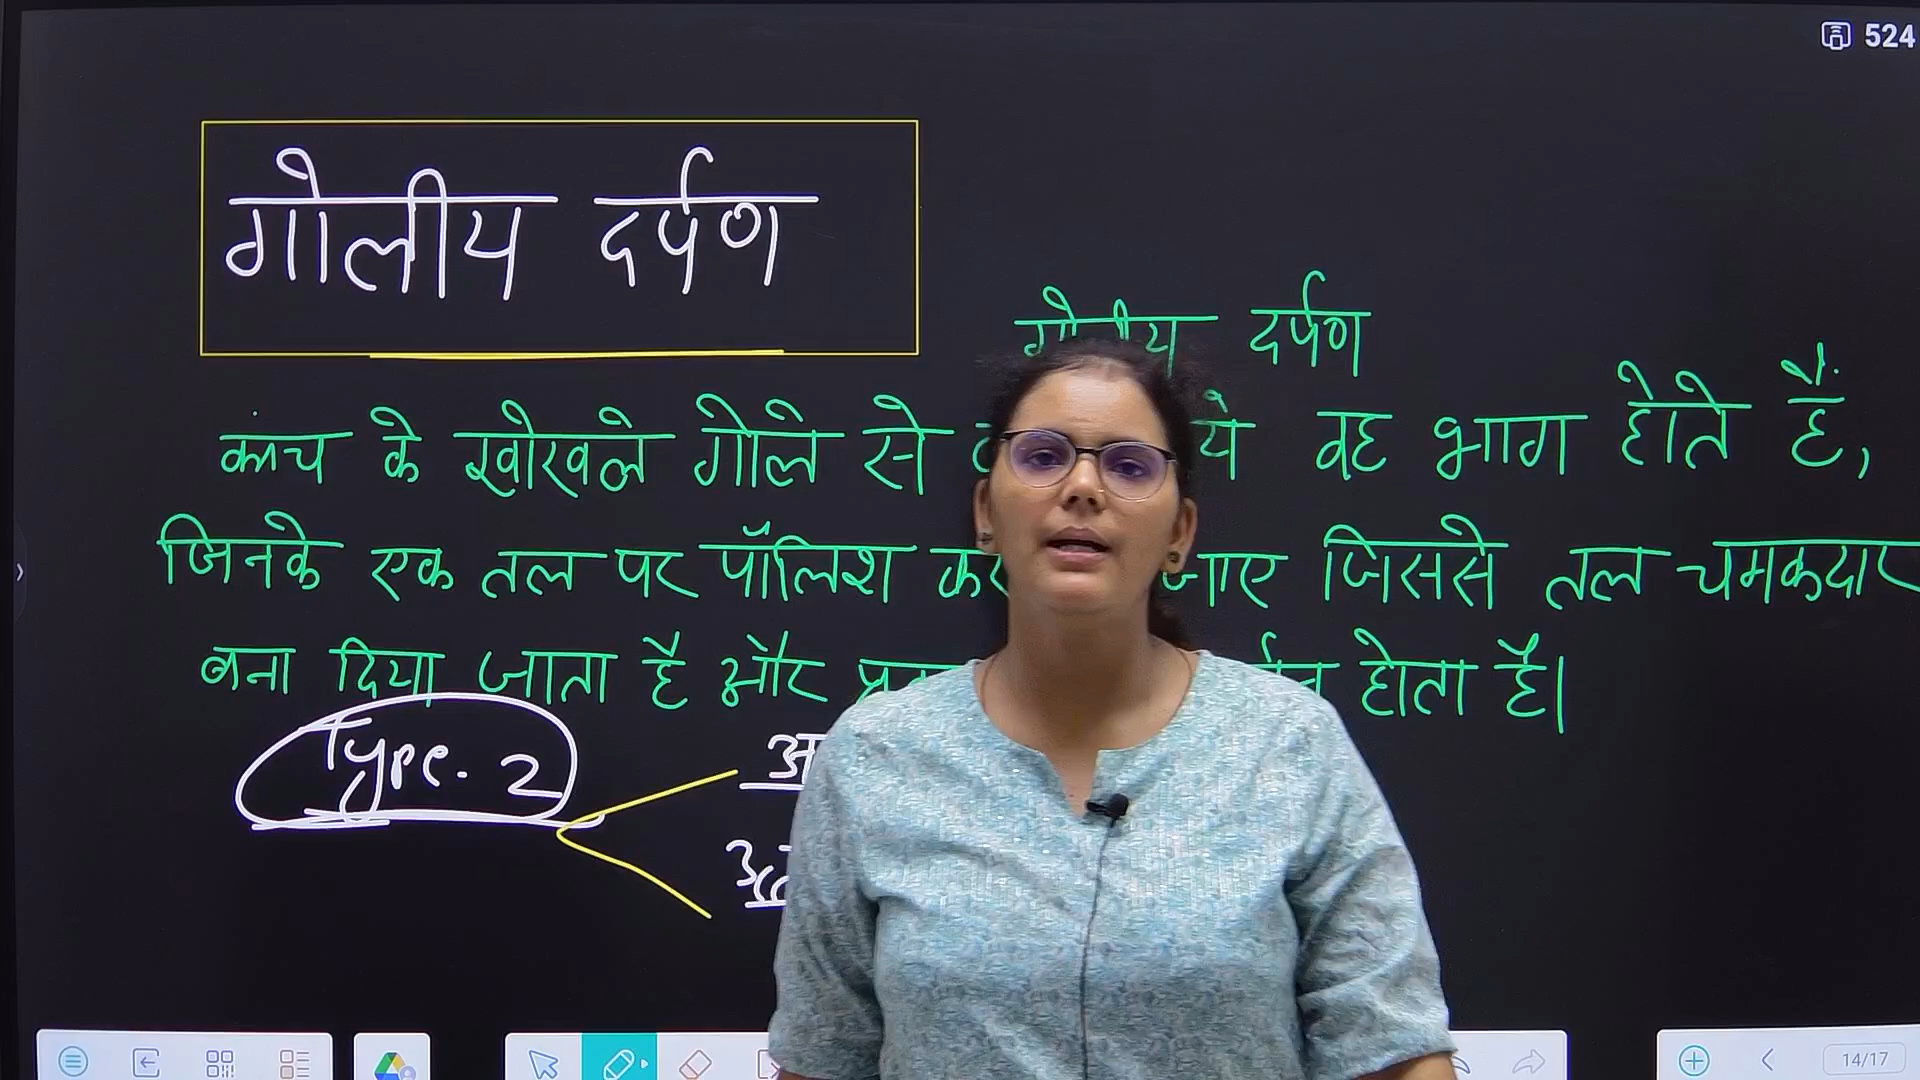 524
गोलीय दर्पण
गोलीय दर्पण
कांच के खोखले गोले से ये वह भाग होते हैं,
जिनके एक तल पर पॉलिश कर जाए जिससे तल चमकदार
बना दिया जाता है और होता है।
Type. 2
14/17